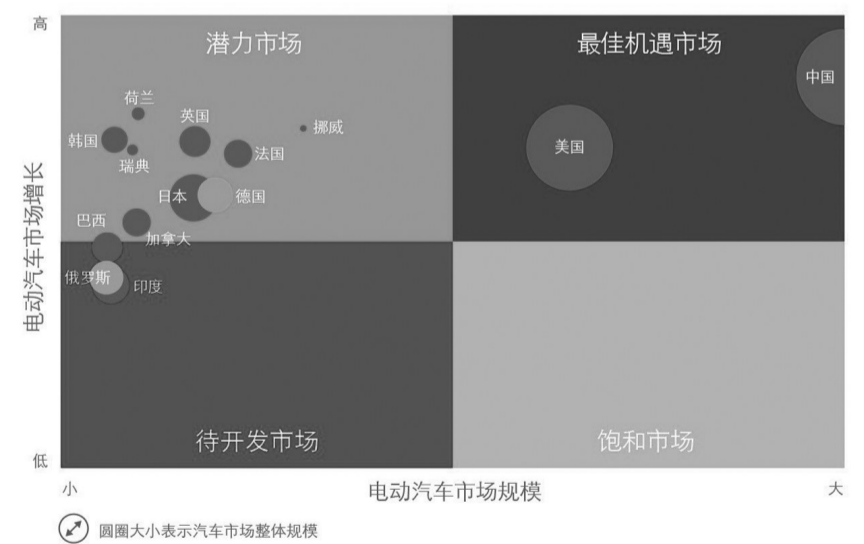 高
潜力市场
最佳机遇市场
中国
荷兰
英国
挪威
韩国
瑞典
法国
美国
日本
德国
巴西
加拿大
俄罗斯
印度
电动汽车市场增长
待开发市场
饱和市场
低
小
电动汽车市场规模
大
圆圈大小表示汽车市场整体规模